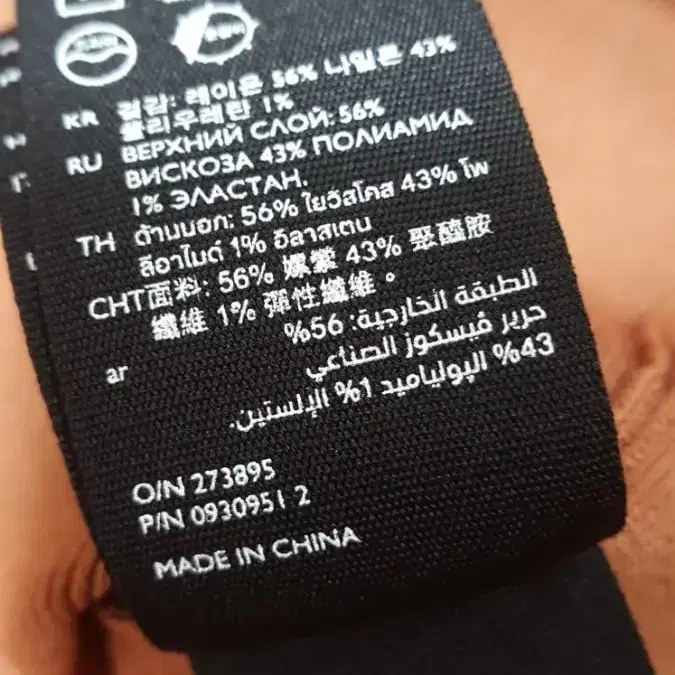 KR 겉감: 레이온 56% 나일론 43%
폴리우레탄 1%
RU ВЕРХНИЙ СЛОЙ: 56%
ВИСКОЗА 43% ПОЛИАМИД
1% ЭЛАСТАН.
TH ด้านนอก: 56% ใยวิสโคส 43% โพ
ลีอาไมด์ 1% อีลาสเตน
CHT面料: 56% 嫘縈 43% 聚醯胺
纖維 1% 彈性纖維。
ar الطبقة الخارجية: 56%
حرير فيسكوز الصناعي
43% البولياميد 1% الإلستين.
O/N 273895
P/N 0930951 2
MADE IN CHINA